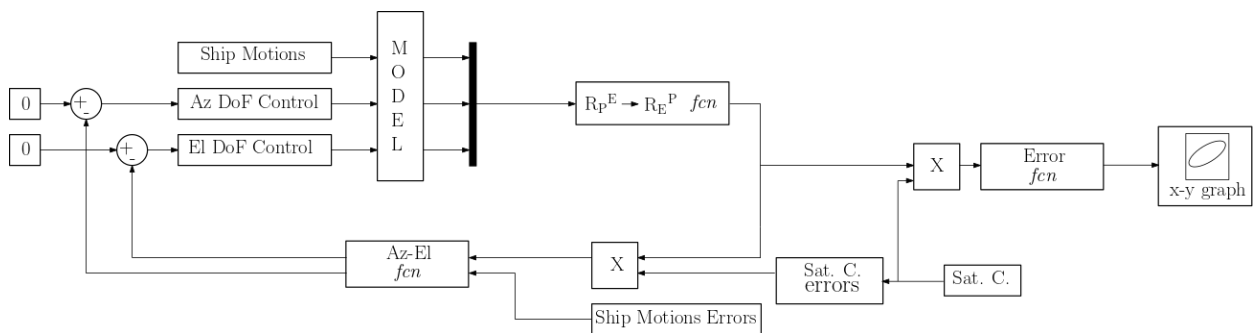 Ship Motions
M
O
D
E
L
0
+
-
Az DoF Control
0
+
-
El DoF Control
R_P^E → R_E^P fcn
X
Error
fcn
x-y graph
Az-El
fcn
X
Sat. C.
errors
Sat. C.
Ship Motions Errors